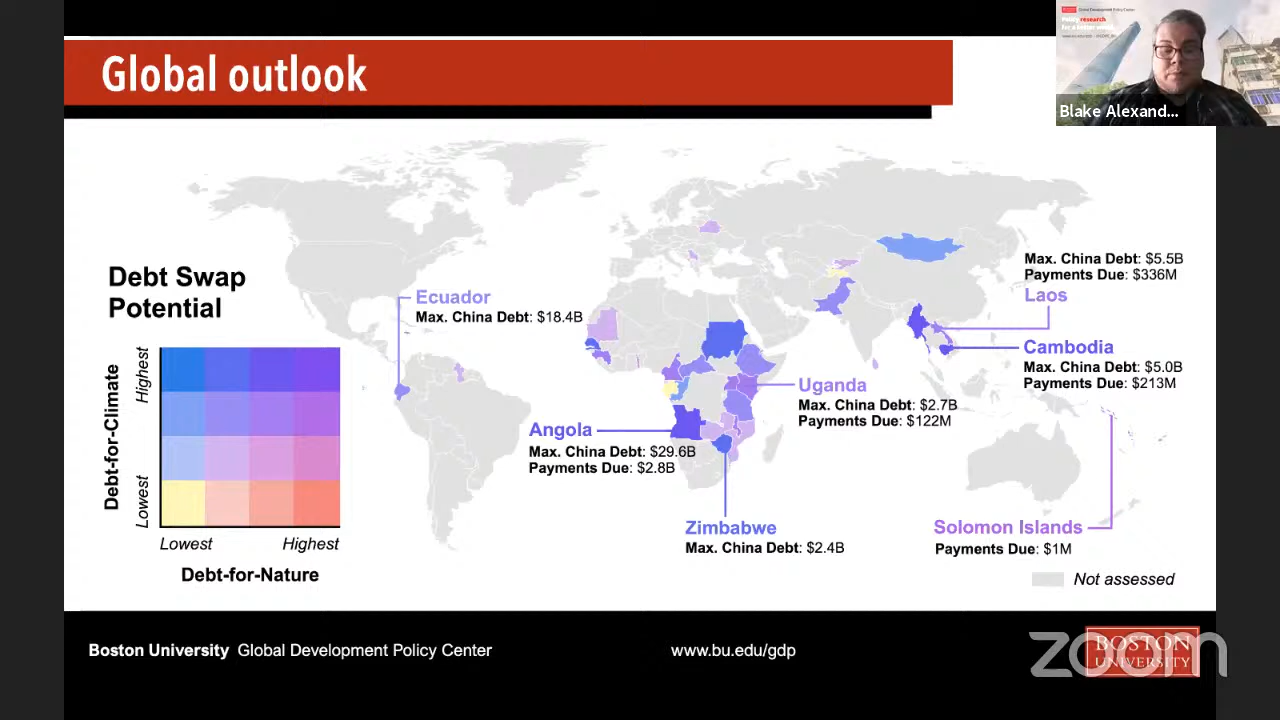 Global outlook
research
Blake Alexand...
Debt Swap
Potential
Debt-for-Climate
Highest
Lowest
Lowest
Highest
Debt-for-Nature
Ecuador
Max. China Debt: $18.4B
Angola
Max. China Debt: $29.6B
Payments Due: $2.8B
Zimbabwe
Max. China Debt: $2.4B
Uganda
Max. China Debt: $2.7B
Payments Due: $122M
Max. China Debt: $5.5B
Payments Due: $336M
Laos
Cambodia
Max. China Debt: $5.0B
Payments Due: $213M
Solomon Islands
Payments Due: $1M
Not assessed
Boston University Global Development Policy Center
www.bu.edu/gdp
BOSTON
UNIVERSITY
zoom